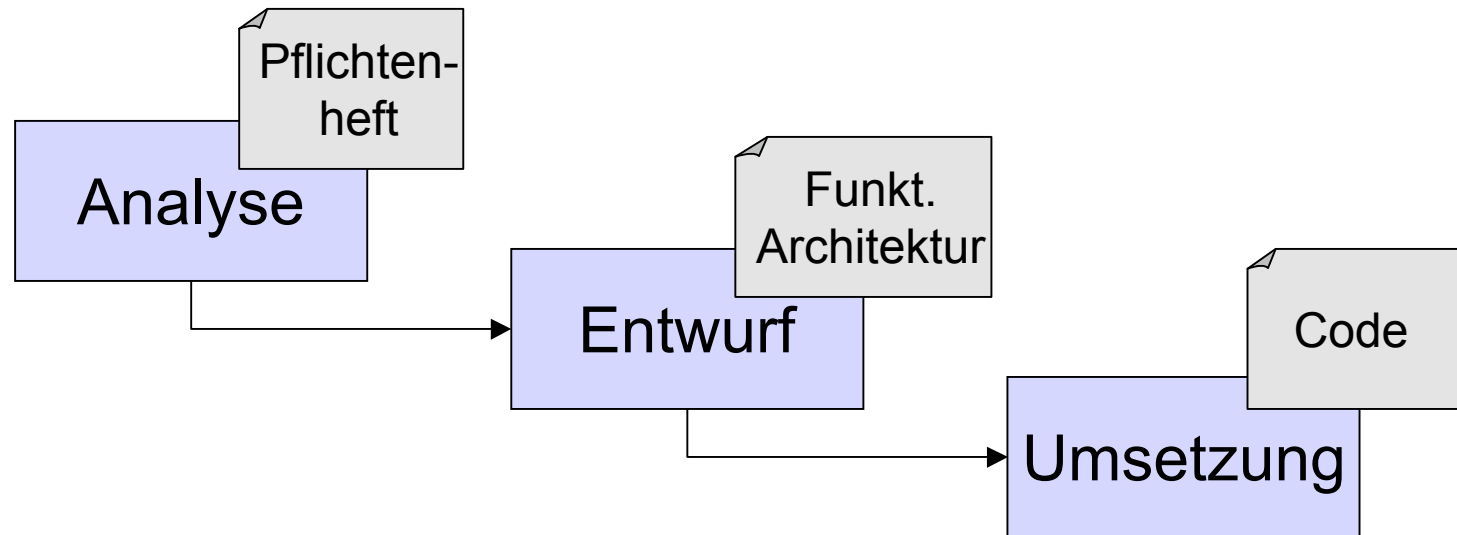 Pflichten-
heft
Analyse
Funkt.
Architektur
Entwurf
Code
Umsetzung